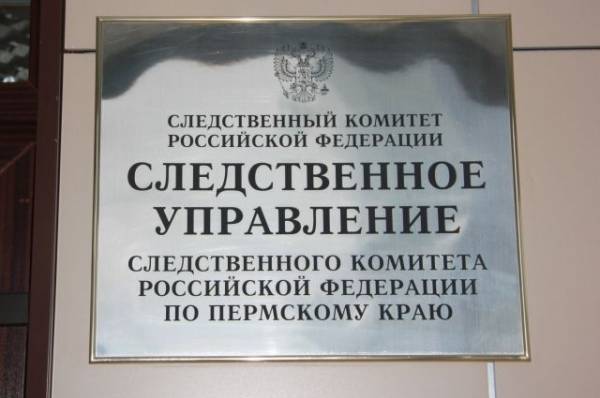 СЛЕДСТВЕННЫЙ КОМИТЕТ
РОССИЙСКОЙ ФЕДЕРАЦИИ
СЛЕДСТВЕННОЕ
УПРАВЛЕНИЕ
СЛЕДСТВЕННОГО КОМИТЕТА
РОССИЙСКОЙ ФЕДЕРАЦИИ
ПО ПЕРМСКОМУ КРАЮ